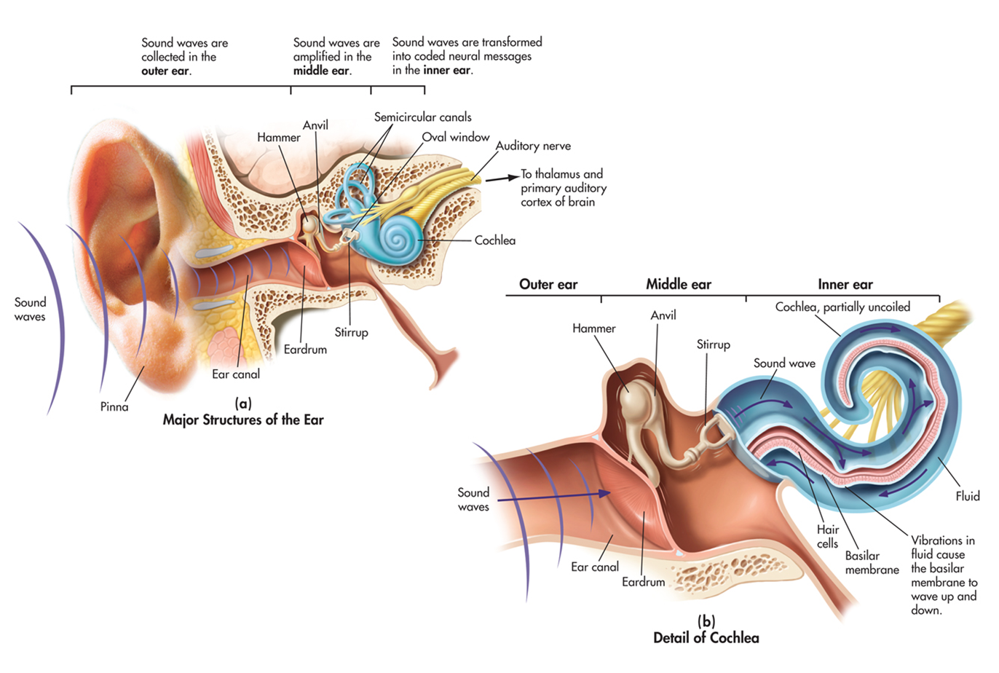 Sound waves are
collected in the
outer ear.
Sound waves are
amplified in the
middle ear.
Sound waves are transformed
into coded neural messages
in the inner ear.
Semicircular canals
Anvil
Hammer
Oval window
Auditory nerve
To thalamus and
primary auditory
cortex of brain
Cochlea
Sound
waves
Stirrup
Eardrum
Ear canal
Pinna
(a)
Major Structures of the Ear
Outer ear
Middle ear
Inner ear
Cochlea, partially uncoiled
Anvil
Hammer
Stirrup
Sound wave
Sound
waves
Fluid
Hair
cells
Basilar
membrane
Vibrations in
fluid cause
the basilar
membrane to
wave up and
down.
Ear canal
Eardrum
(b)
Detail of Cochlea